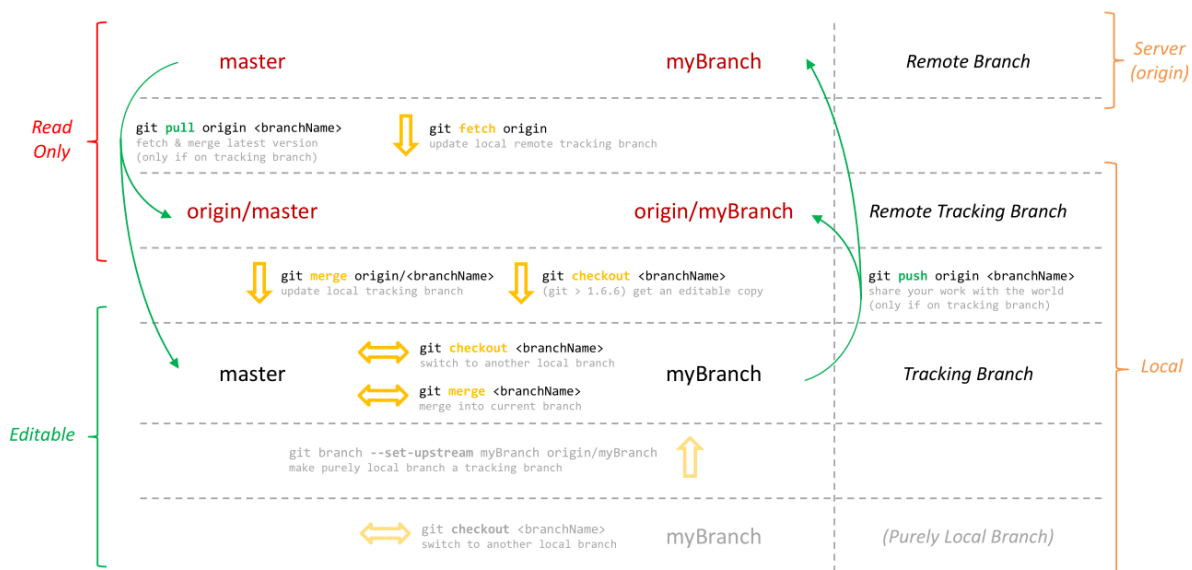 master
myBranch
Remote Branch
Server
(origin)
Read
Only
git pull origin <branchName>
fetch & merge latest version
(only if on tracking branch)
git fetch origin
update local remote tracking branch
origin/master
origin/myBranch
Remote Tracking Branch
git merge origin/<branchName>
update local tracking branch
git checkout <branchName>
(git > 1.6.6) get an editable copy
git push origin <branchName>
share your work with the world
(only if on tracking branch)
master
git checkout <branchName>
switch to another local branch
git merge <branchName>
merge into current branch
myBranch
Tracking Branch
Local
Editable
git branch --set-upstream myBranch origin/myBranch
make purely local branch a tracking branch
git checkout <branchName>
switch to another local branch
myBranch
(Purely Local Branch)